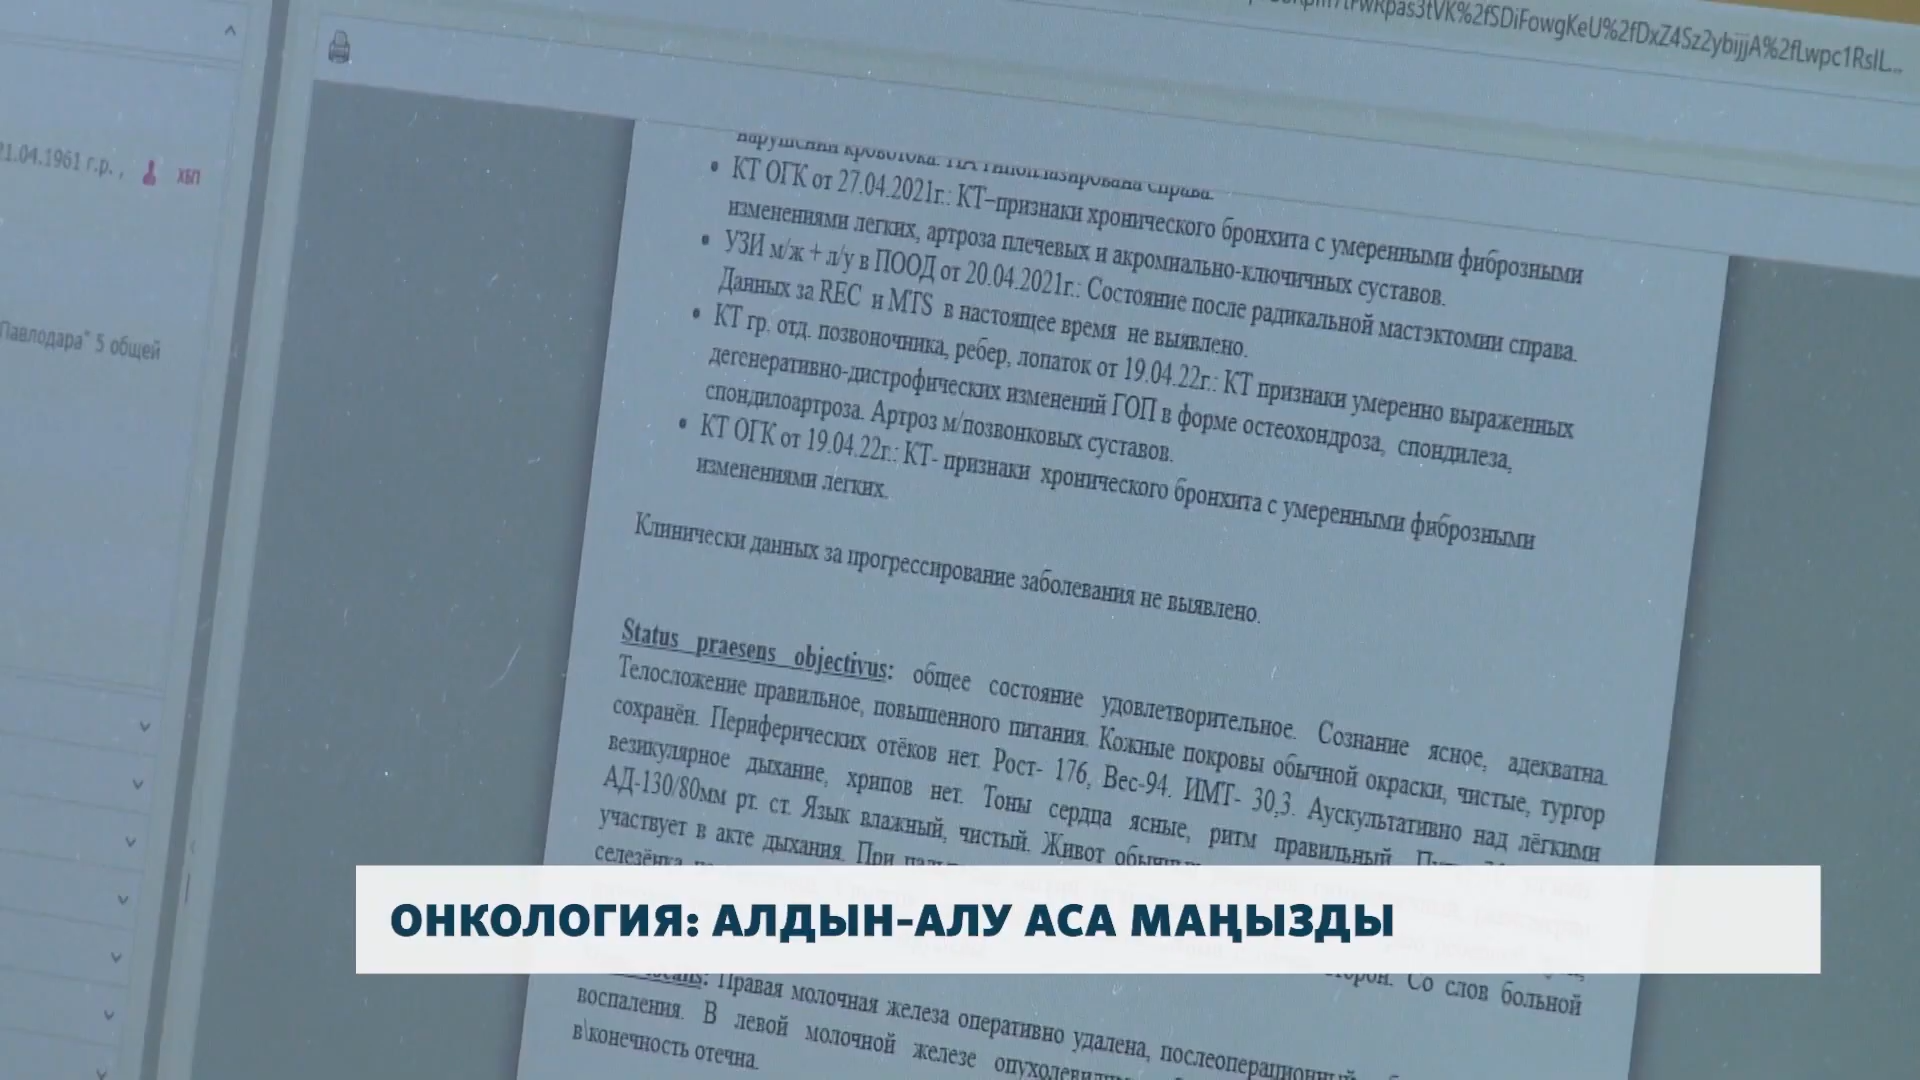 21.04.1961 г.р. , ХБП
Павлодара" 5 общей
нарушения кровотока. ПА гипоплазирована справа.
• КТ ОГК от 27.04.2021г.: КТ–признаки хронического бронхита с умеренными фиброзными
изменениями легких, артроза плечевых и акромиально-ключичных суставов.
• УЗИ м/ж + л/у в ПООД от 20.04.2021г.: Состояние после радикальной мастэктомии справа.
Данных за REC и MTS в настоящее время не выявлено.
• КТ гр. отд. позвоночника, ребер, лопаток от 19.04.22г.: КТ признаки умеренно выраженных
дегенеративно-дистрофических изменений ГОП в форме остеохондроза, спондилеза,
спондилоартроза. Артроз м/позвонковых суставов.
• КТ ОГК от 19.04.22г.: КТ- признаки хронического бронхита с умеренными фиброзными
изменениями легких.
Клинически данных за прогрессирование заболевания не выявлено.
Status praesens objectivus: общее состояние удовлетворительное. Сознание ясное, адекватна.
Телосложение правильное, повышенного питания. Кожные покровы обычной окраски, чистые, тургор
сохранён. Периферических отёков нет. Рост- 176, Вес-94. ИМТ- 30,3. Аускультативно над лёгкими
везикулярное дыхание, хрипов нет. Тоны сердца ясные, ритм правильный.
АД-130/80мм рт. ст. Язык влажный, чистый. Живот
участвует в акте дыхания. При
селезёнка
ОНКОЛОГИЯ: АЛДЫН-АЛУ АСА МАҢЫЗДЫ
сторон. Со слов больной
Правая молочная железа оперативно удалена,
воспаления. В левой молочной железе
в\конечность отечна.